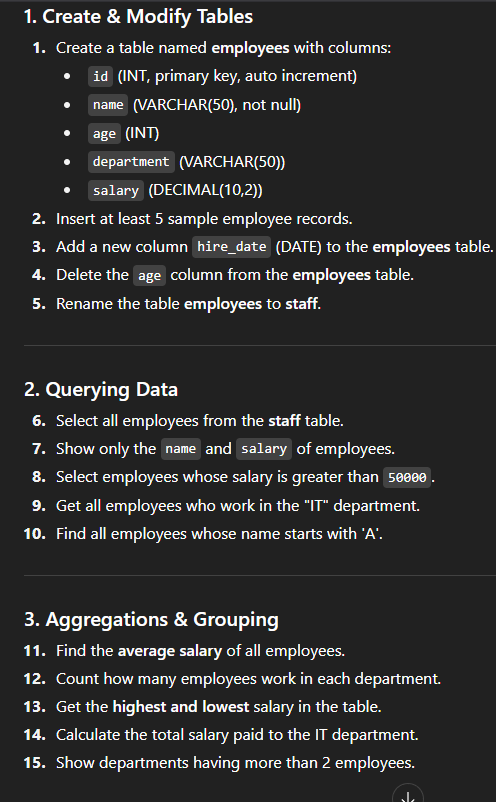 1. Create & Modify Tables
1. Create a table named employees with columns:
• id (INT, primary key, auto increment)
• name (VARCHAR(50), not null)
• age (INT)
• department (VARCHAR(50))
• salary (DECIMAL(10,2))
2. Insert at least 5 sample employee records.
3. Add a new column hire_date (DATE) to the employees table.
4. Delete the age column from the employees table.
5. Rename the table employees to staff.
2. Querying Data
6. Select all employees from the staff table.
7. Show only the name and salary of employees.
8. Select employees whose salary is greater than 50000.
9. Get all employees who work in the "IT" department.
10. Find all employees whose name starts with 'A'.
3. Aggregations & Grouping
11. Find the average salary of all employees.
12. Count how many employees work in each department.
13. Get the highest and lowest salary in the table.
14. Calculate the total salary paid to the IT department.
15. Show departments having more than 2 employees.